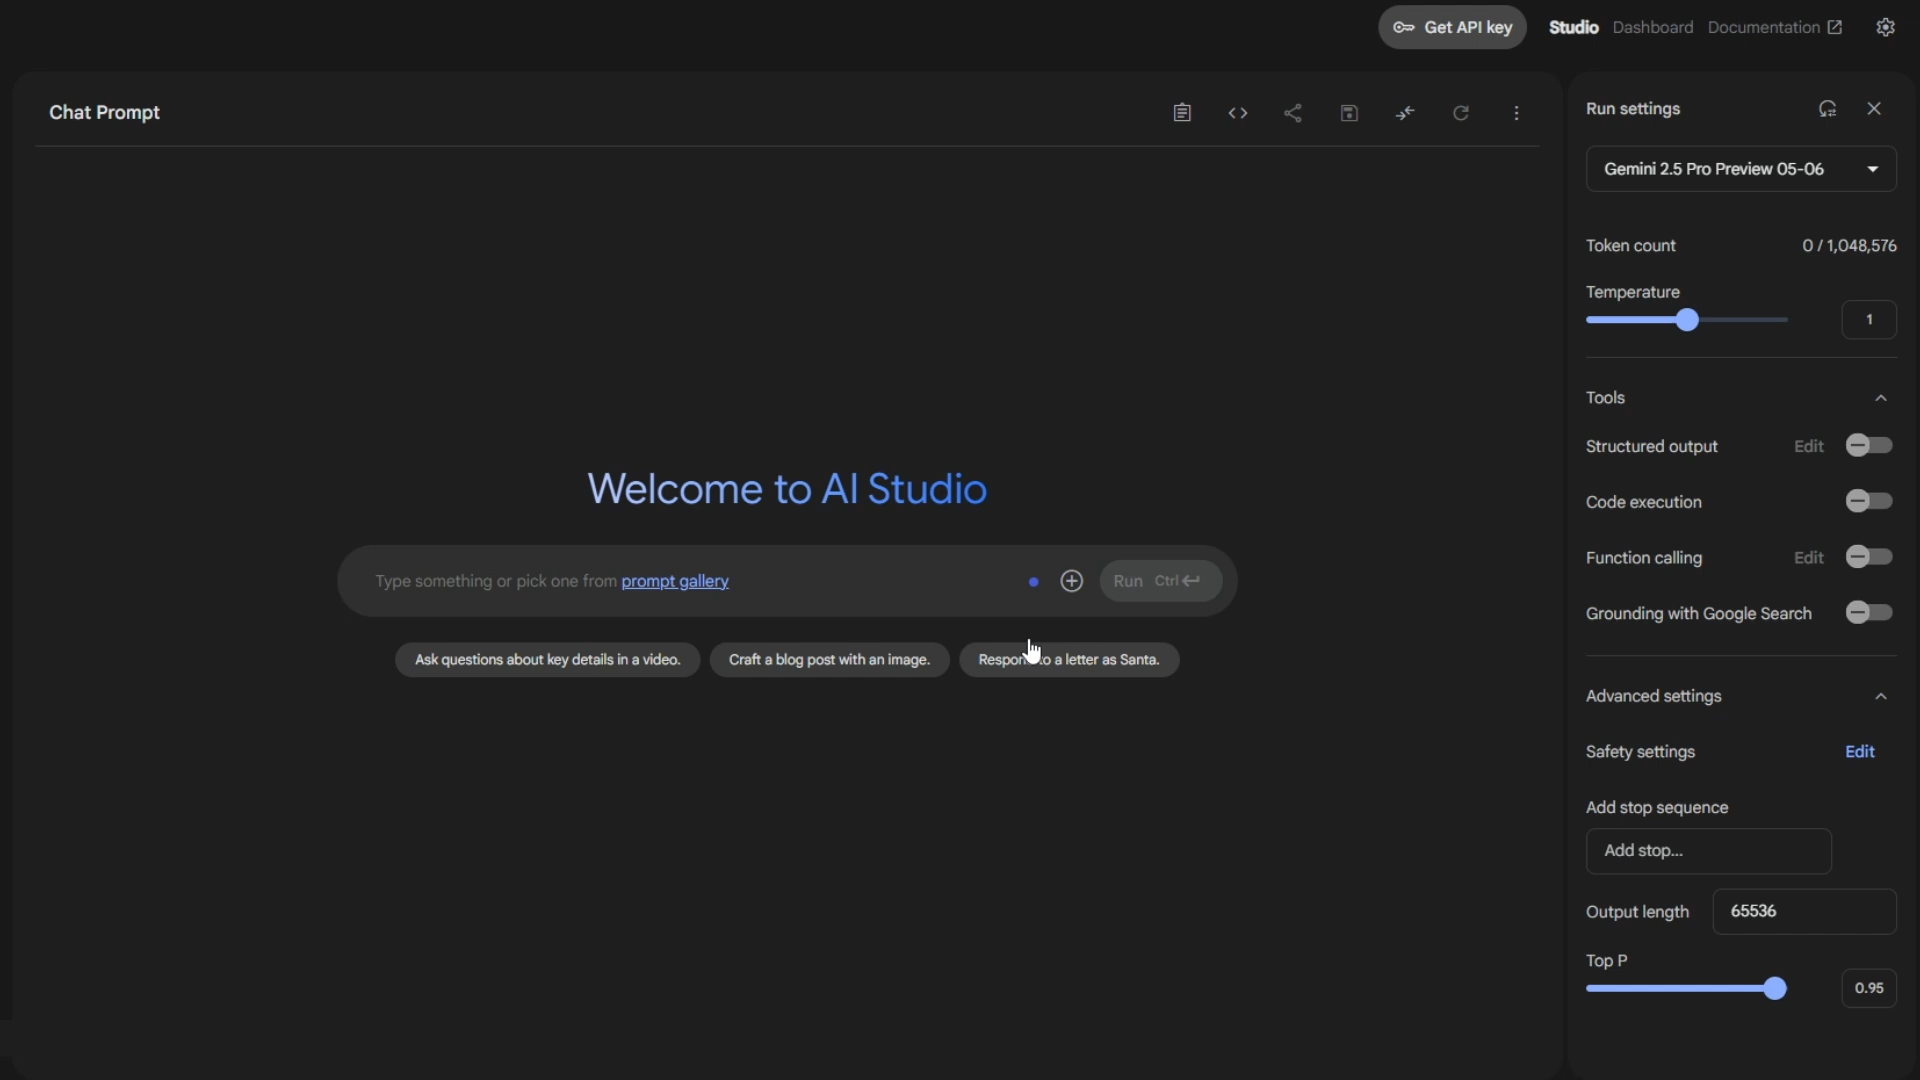 Get API key Studio Dashboard Documentation
Chat Prompt
Run settings
Gemini 2.5 Pro Preview 05-06
Token count 0 / 1,048,576
Temperature
1
Tools
Structured output Edit
Code execution
Function calling Edit
Grounding with Google Search
Advanced settings
Safety settings Edit
Add stop sequence
Add stop...
Output length 65536
Top P
0.95
Welcome to AI Studio
Type something or pick one from prompt gallery Run Ctrl
Ask questions about key details in a video. Craft a blog post with an image. to a letter as Santa.